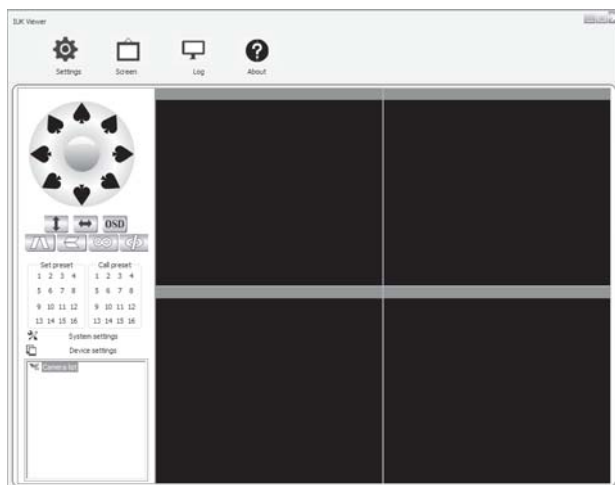 IUK Viewer
Settings Screen Log About
OSD
Set preset Call preset
1 2 3 4 1 2 3 4
5 6 7 8 5 6 7 8
9 10 11 12 9 10 11 12
13 14 15 16 13 14 15 16
System settings
Device settings
Camera list